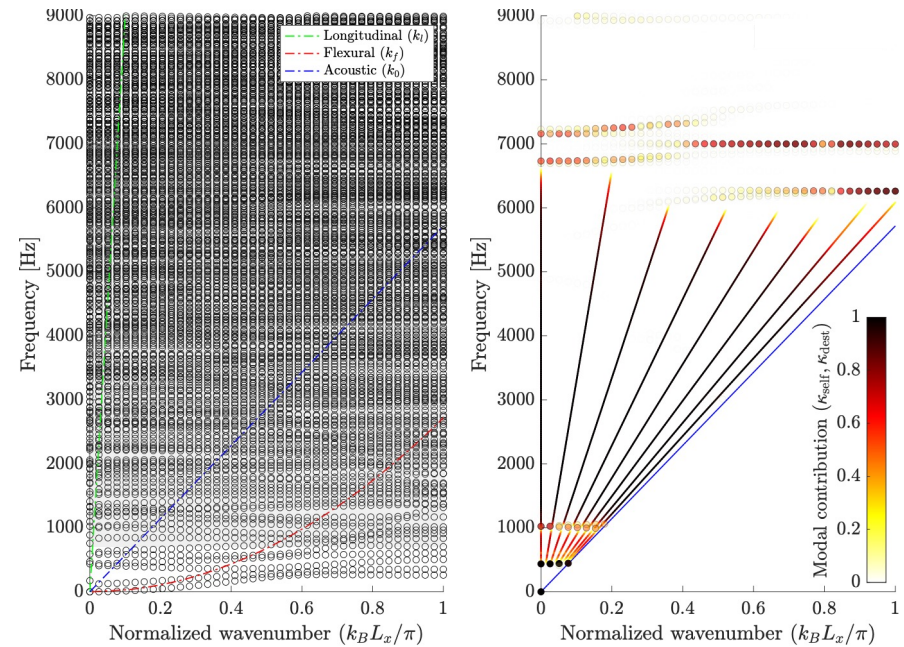 9000
8000
7000
6000
5000
4000
3000
2000
1000
0
Frequency [Hz]
Longitudinal (k_l)
Flexural (k_f)
Acoustic (k_0)
0 0.2 0.4 0.6 0.8 1
Normalized wavenumber (k_B L_x/π)
9000
8000
7000
6000
5000
4000
3000
2000
1000
0
Frequency [Hz]
0 0.2 0.4 0.6 0.8 1
Normalized wavenumber (k_B L_x/π)
Modal contribution (κ_self, κ_dest)
1
0.8
0.6
0.4
0.2
0